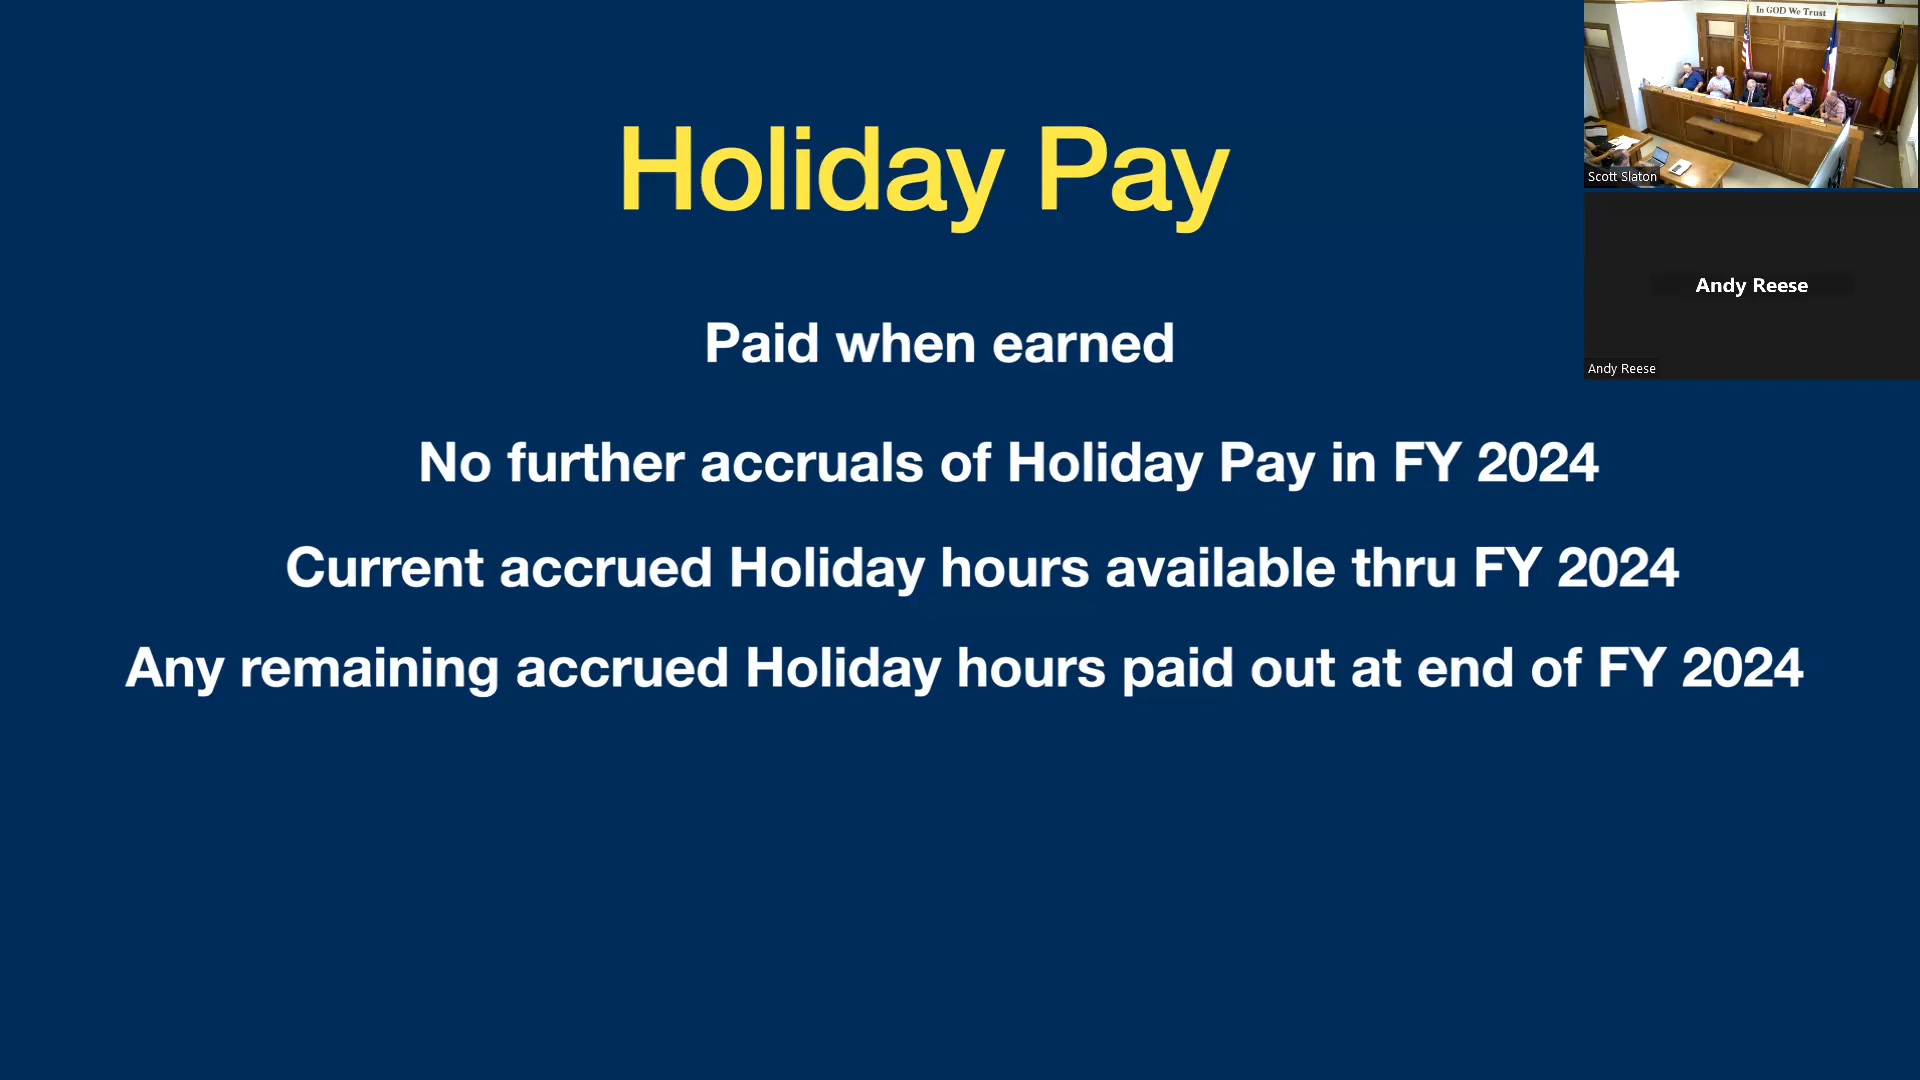 Holiday Pay
Paid when earned
No further accruals of Holiday Pay in FY 2024
Current accrued Holiday hours available thru FY 2024
Any remaining accrued Holiday hours paid out at end of FY 2024
In GOD We Trust
Scott Slaton
Andy Reese
Andy Reese